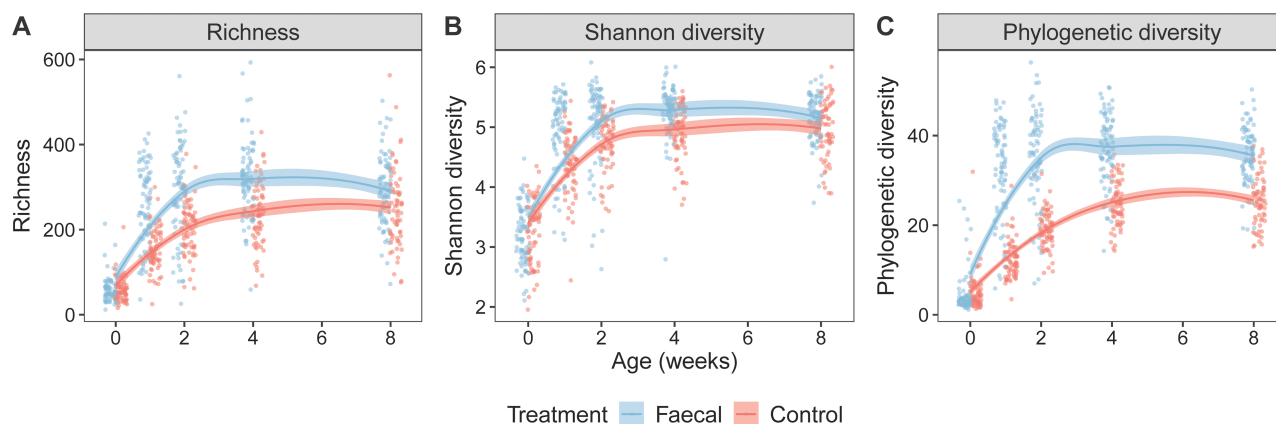 A
Richness
Richness
600
400
200
0
0 2 4 6 8
B
Shannon diversity
Shannon diversity
6
5
4
3
2
0 2 4 6 8
Age (weeks)
C
Phylogenetic diversity
Phylogenetic diversity
40
20
0
0 2 4 6 8
Treatment Faecal Control